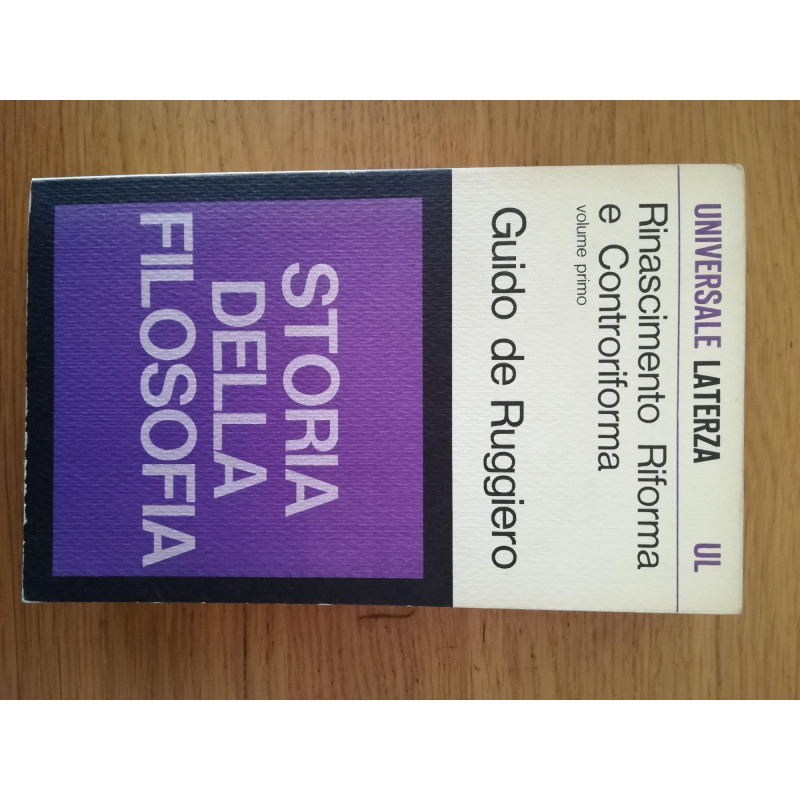 UNIVERSALE LATERZA UL
Rinascimento Riforma
e Controriforma
volume primo
Guido de Ruggiero
STORIA
DELLA
FILOSOFIA